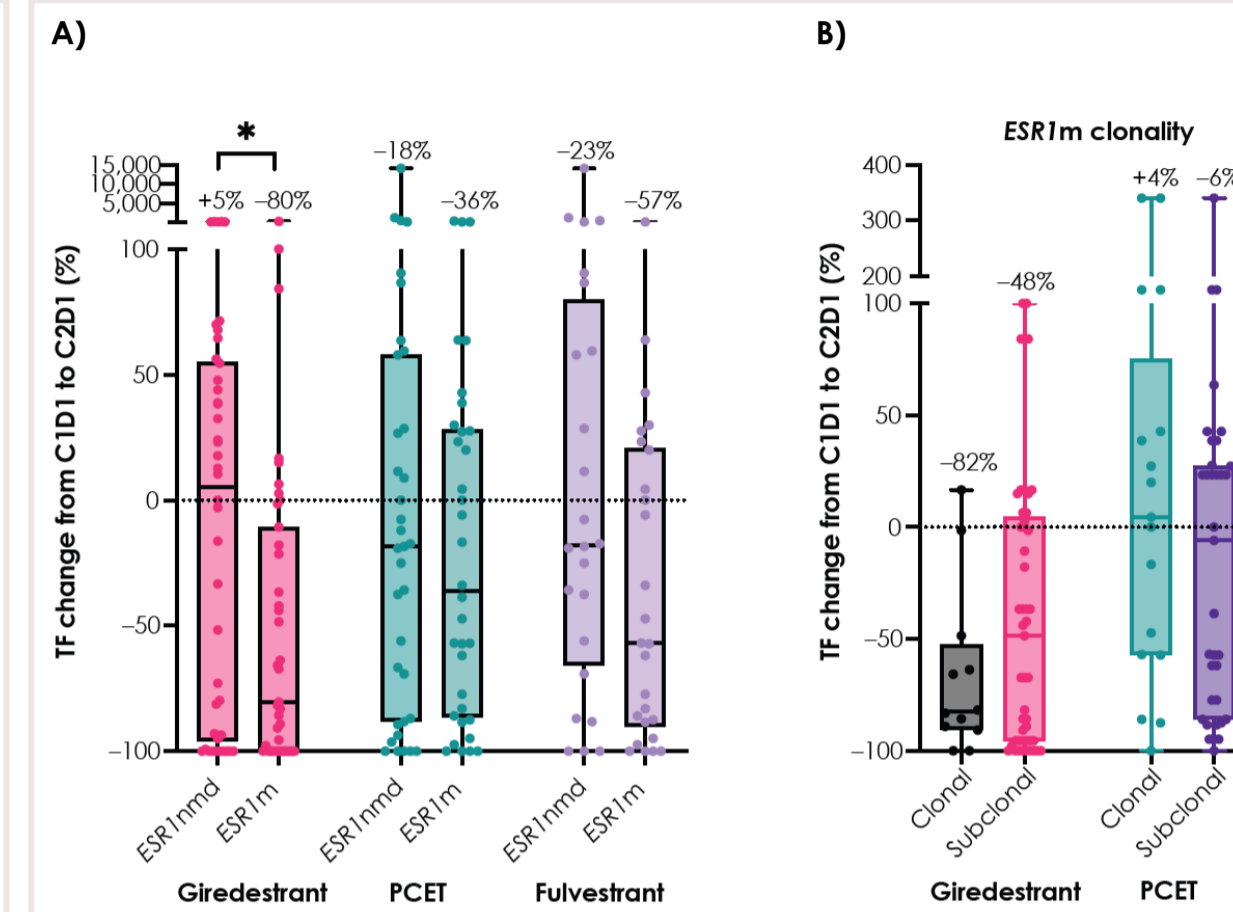 A)
TF change from C1D1 to C2D1 (%)
15,000
10,000
5,000
100
50
0
−50
−100
*
+5%
−80%
−18%
−36%
−23%
−57%
ESR1nmd
ESR1m
ESR1nmd
ESR1m
ESR1nmd
ESR1m
Giredestrant
PCET
Fulvestrant
B)
ESR1m clonality
TF change from C1D1 to C2D1 (%)
400
300
200
100
50
0
−50
−100
−82%
−48%
+4%
−6%
Clonal
Subclonal
Clonal
Subclonal
Giredestrant
PCET